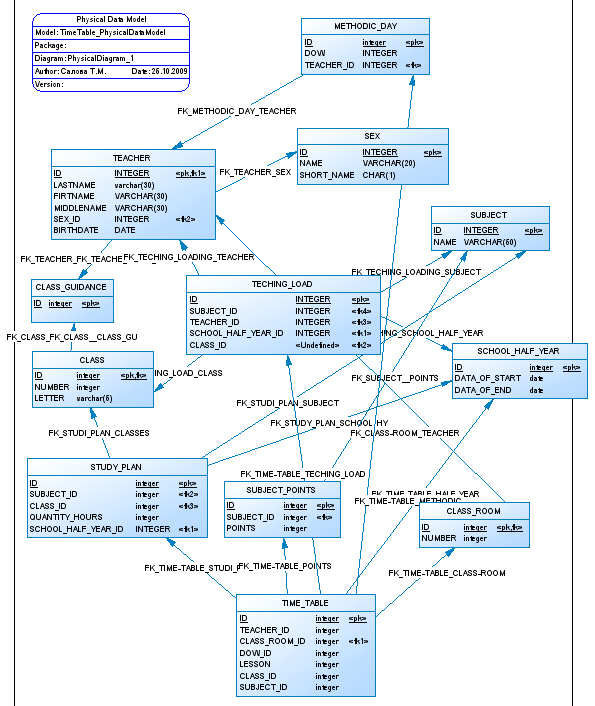 Physical Data Model
Model: TimeTable_PhysicalDataModel
Package:
Diagram: PhysicalDiagram_1
Author: Салова Т.М. Date: 26.10.2009
Version:
METHODIC_DAY
ID integer <pk>
DOW INTEGER
TEACHER_ID INTEGER <fk>
FK_METHODIC_DAY_TEACHER
SEX
ID INTEGER <pk>
NAME VARCHAR(20)
SHORT_NAME CHAR(1)
TEACHER
ID INTEGER <pk,fk1>
LASTNAME varchar(30)
FIRTNAME VARCHAR(30)
MIDDLENAME VARCHAR(30)
SEX_ID INTEGER <fk2>
BIRTHDATE DATE
FK_TEACHER_SEX
SUBJECT
ID INTEGER <pk>
NAME VARCHAR(60)
FK_TEACHER_FK_TEACHE
FK_TECHING_LOADING_TEACHER
FK_TECHING_LOADING_SUBJECT
CLASS_GUIDANCE
ID integer <pk>
TECHING_LOAD
ID INTEGER <pk>
SUBJECT_ID INTEGER <fk4>
TEACHER_ID INTEGER <fk3>
SCHOOL_HALF_YEAR_ID INTEGER <fk1>
CLASS_ID <Undefined> <fk2>
FK_CLASS_FK_CLASS__CLASS_GU
ING_SCHOOL_HALF_YEAR
SCHOOL_HALF_YEAR
ID integer <pk>
DATA_OF_START date
DATA_OF_END date
CLASS
ID integer <pk,fk>
NUMBER integer
LETTER varchar(6)
ING_LOAD_CLASS
FK_SUBJECT_POINTS
FK_STUDI_PLAN_SUBJECT
FK_STUDY_PLAN_SCHOOL_HY
FK_CLASS-ROOM_TEACHER
FK_STUDI_PLAN_CLASSES
STUDY_PLAN
ID integer <pk>
SUBJECT_ID integer <fk2>
CLASS_ID integer <fk3>
QUANTITY_HOURS integer
SCHOOL_HALF_YEAR_ID INTEGER <fk1>
FK_TIME-TABLE_TECHING_LOAD
SUBJECT_POINTS
ID integer <pk>
SUBJECT_ID integer <fk>
POINTS integer
FK_TIME-TABLE_HALF_YEAR
FK_TIME-TABLE_METHODIC
CLASS_ROOM
ID integer <pk,fk>
NUMBER integer
FK_TIME-TABLE_STUDI_
FK_TIME-TABLE_POINTS
FK_TIME-TABLE_CLASS-ROOM
TIME_TABLE
ID integer <pk>
TEACHER_ID integer
CLASS_ROOM_ID integer <fk1>
DOW_ID integer
LESSON integer
CLASS_ID integer
SUBJECT_ID integer